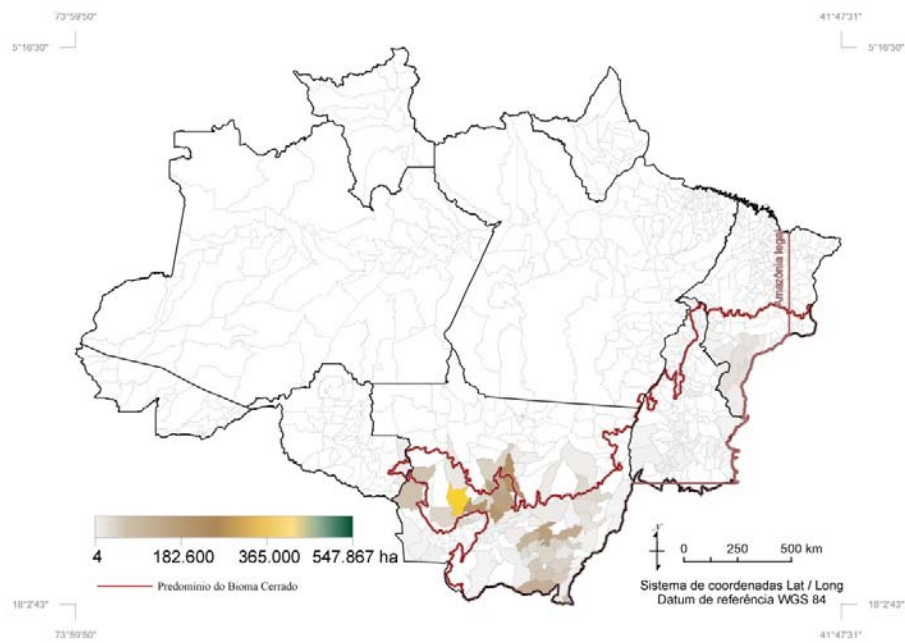 73°59'50" 41°47'31"
5°16'30" 5°16'30"
Amazônia legal
4 182.600 365.000 547.867 ha
Predomínio do Bioma Cerrado
N
0 250 500 km
Sistema de coordenadas Lat / Long
Datum de referência WGS 84
18°2'43" 18°2'43"
73°59'50" 41°47'31"